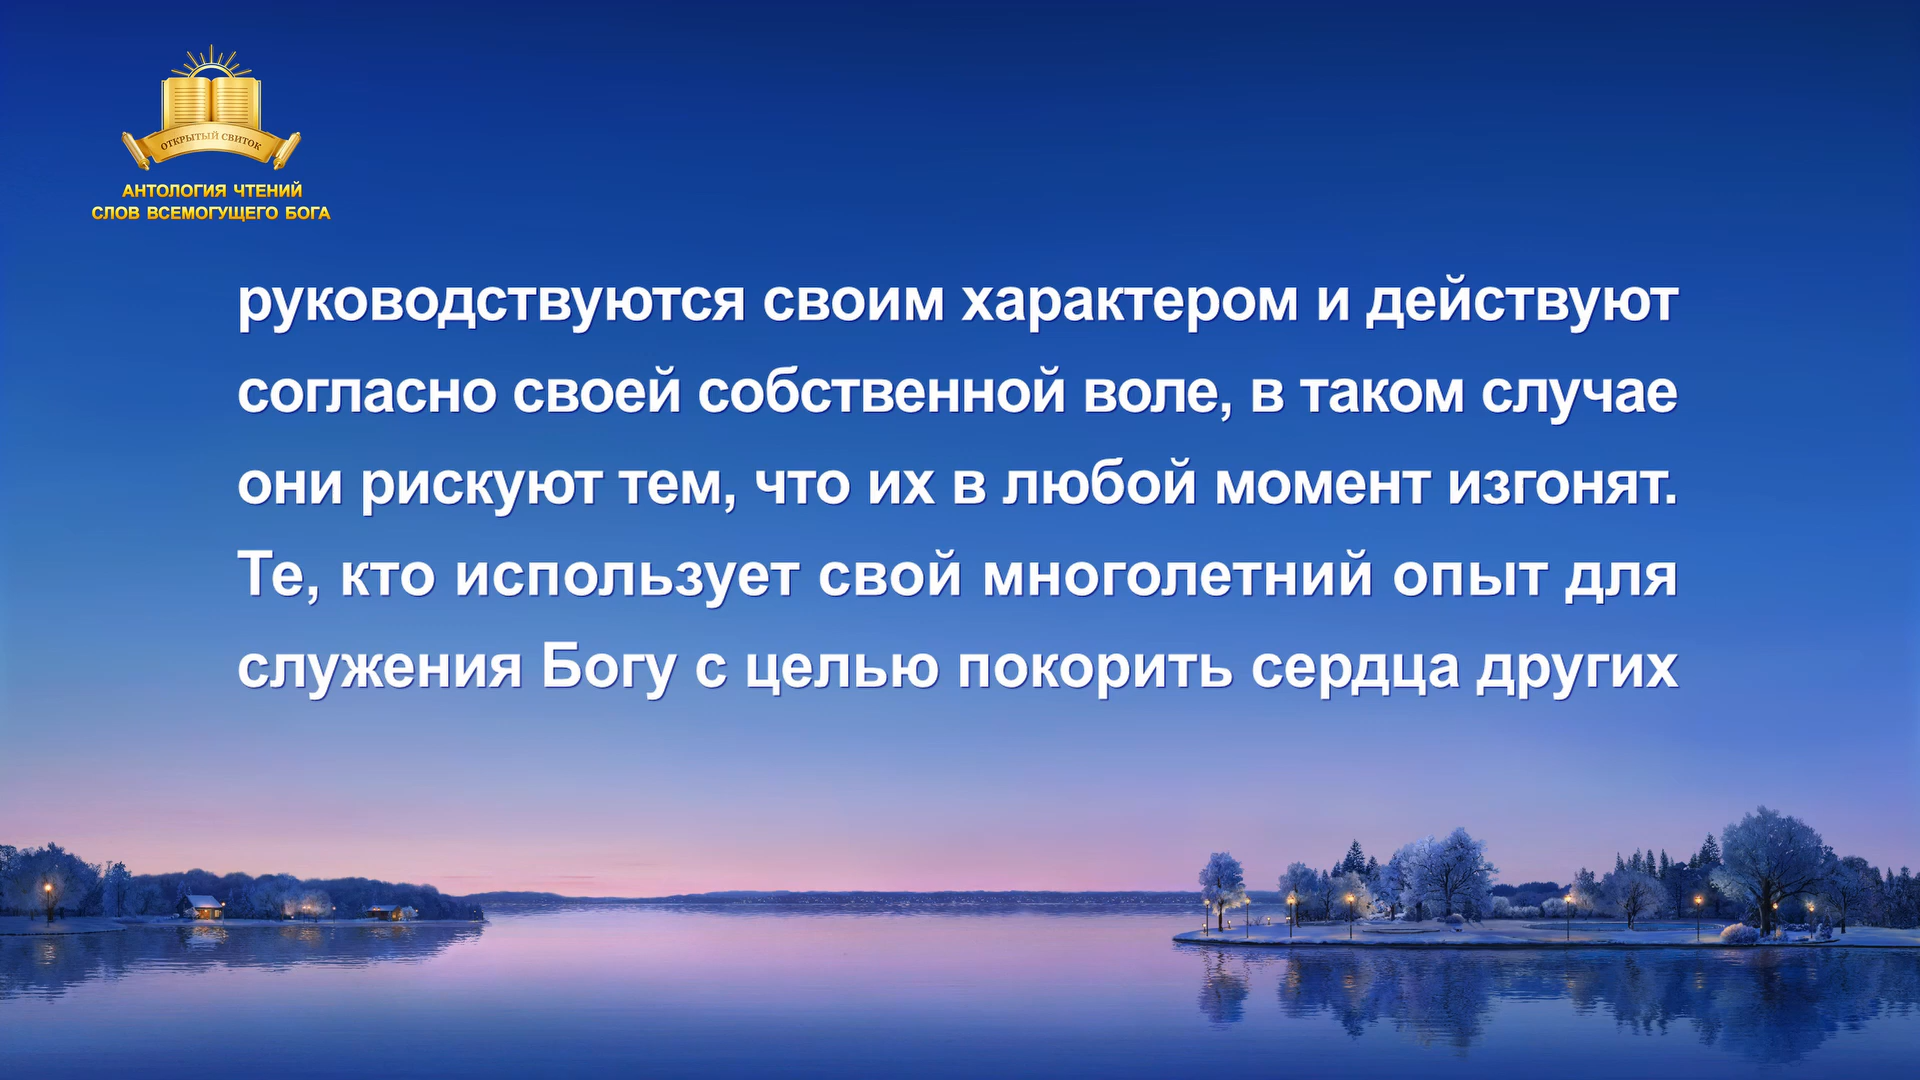 ОТКРЫТЫЙ СВИТОК
АНТОЛОГИЯ ЧТЕНИЙ
СЛОВ ВСЕМОГУЩЕГО БОГА
руководствуются своим характером и действуют
согласно своей собственной воле, в таком случае
они рискуют тем, что их в любой момент изгонят.
Те, кто использует свой многолетний опыт для
служения Богу с целью покорить сердца других